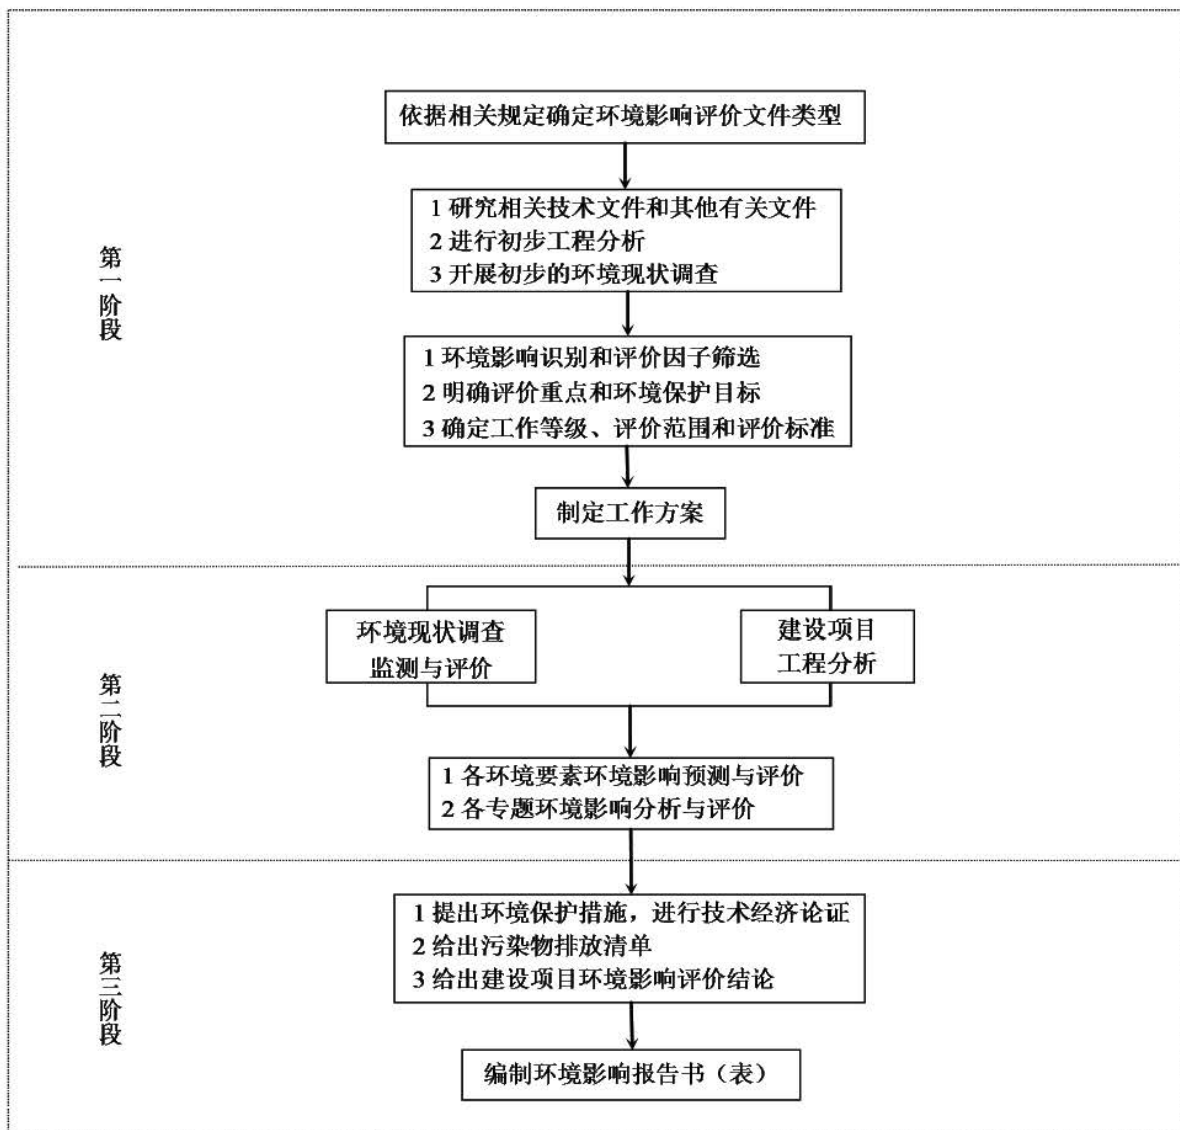 依据相关规定确定环境影响评价文件类型
1 研究相关技术文件和其他有关文件
2 进行初步工程分析
3 开展初步的环境现状调查
第一阶段
1 环境影响识别和评价因子筛选
2 明确评价重点和环境保护目标
3 确定工作等级、评价范围和评价标准
制定工作方案
环境现状调查
监测与评价
建设项目
工程分析
第二阶段
1 各环境要素环境影响预测与评价
2 各专题环境影响分析与评价
1 提出环境保护措施，进行技术经济论证
2 给出污染物排放清单
3 给出建设项目环境影响评价结论
第三阶段
编制环境影响报告书（表）